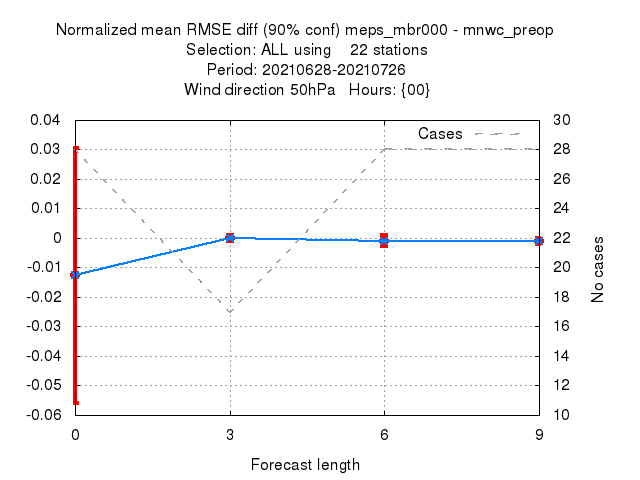 Normalized mean RMSE diff (90% conf) meps_mbr000 - mnwc_preop
Selection: ALL using 22 stations
Period: 20210628-20210726
Wind direction 50hPa Hours: {00}
Cases
0.04
0.03
0.02
0.01
0
-0.01
-0.02
-0.03
-0.04
-0.05
-0.06
30
28
26
24
22
20
18
16
14
12
10
No cases
0 3 6 9
Forecast length